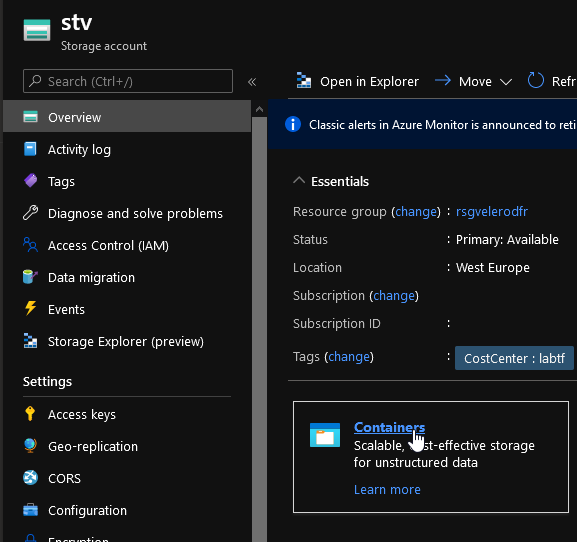 stv
Storage account
Search (Ctrl+/)
«
Open in Explorer
Move
Refr
Overview
Activity log
Tags
Diagnose and solve problems
Access Control (IAM)
Data migration
Events
Storage Explorer (preview)
Settings
Access keys
Geo-replication
CORS
Configuration
Encryption
Classic alerts in Azure Monitor is announced to reti
Essentials
Resource group (change) : rsgvelerodfr
Status : Primary: Available
Location : West Europe
Subscription (change)
Subscription ID :
Tags (change) : CostCenter : labtf
Containers
Scalable, cost-effective storage
for unstructured data
Learn more